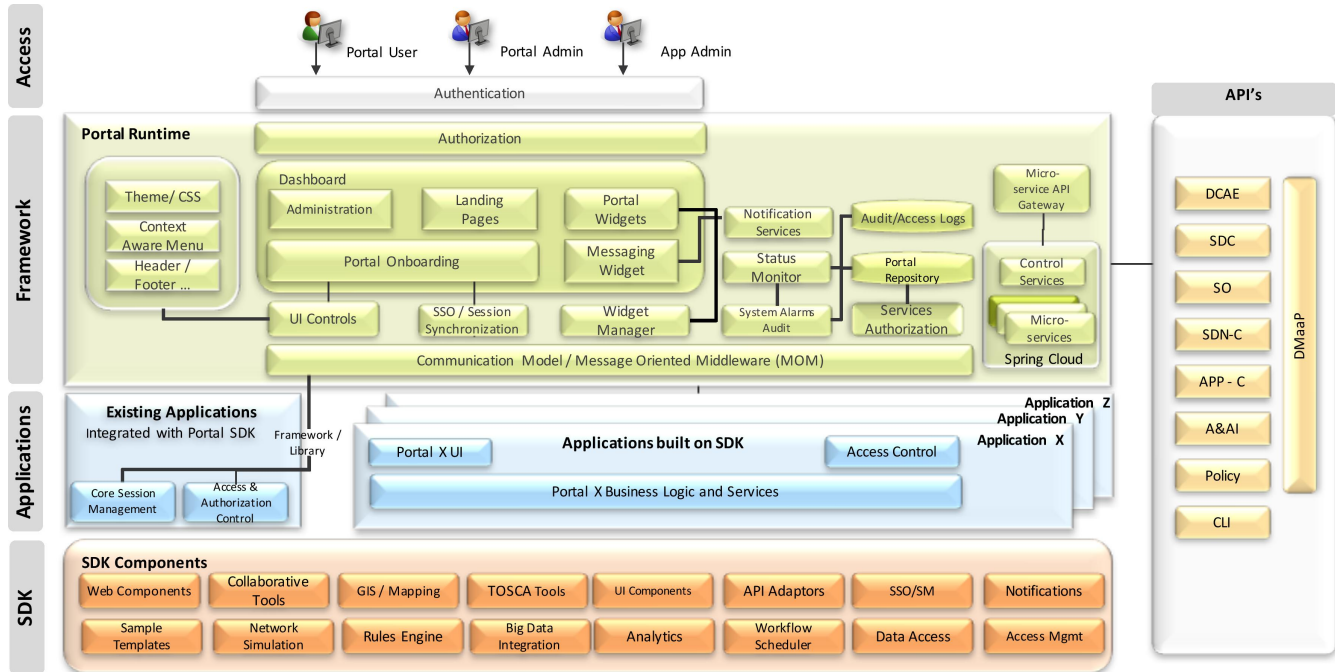 Access
Portal User
Portal Admin
App Admin
Authentication
Framework
Portal Runtime
Authorization
Theme/ CSS
Context
Aware Menu
Header /
Footer ...
Dashboard
Administration
Landing
Pages
Portal
Widgets
Portal Onboarding
Messaging
Widget
UI Controls
SSO / Session
Synchronization
Widget
Manager
Notification
Services
Status
Monitor
System Alarms
Audit
Audit/Access Logs
Portal
Repository
Services
Authorization
Micro-
service API
Gateway
Control
Services
Micro-
services
Spring Cloud
Communication Model / Message Oriented Middleware (MOM)
Applications
Existing Applications
Integrated with Portal SDK
Framework /
Library
Core Session
Management
Access &
Authorization
Control
Application Z
Application Y
Application X
Applications built on SDK
Portal X UI
Access Control
Portal X Business Logic and Services
SDK
SDK Components
Web Components
Collaborative
Tools
GIS / Mapping
TOSCA Tools
UI Components
API Adaptors
SSO/SM
Notifications
Sample
Templates
Network
Simulation
Rules Engine
Big Data
Integration
Analytics
Workflow
Scheduler
Data Access
Access Mgmt
API's
DCAE
SDC
SO
SDN-C
APP - C
A&AI
Policy
CLI
DMaaP